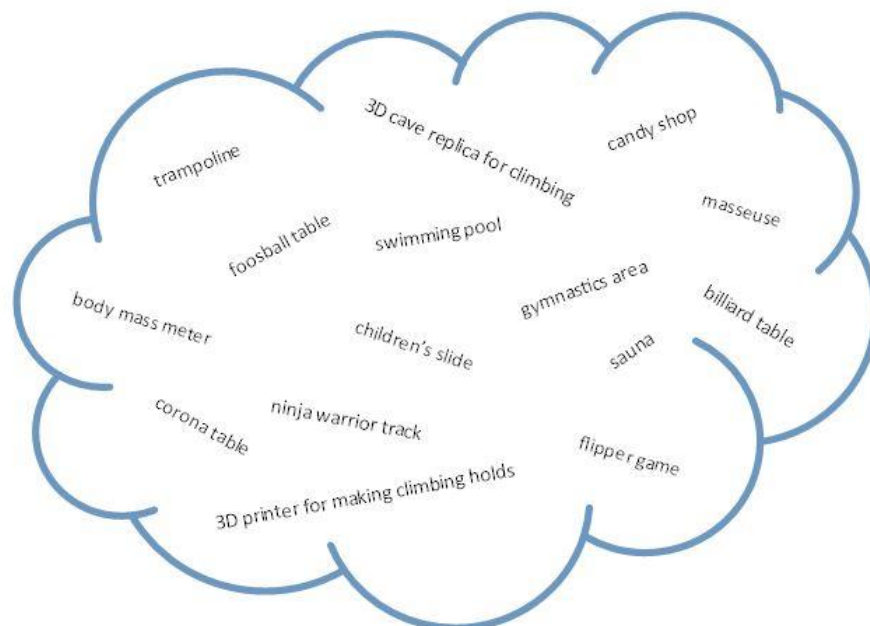 3D cave replica for climbing
candy shop
trampoline
masseuse
foosball table
swimming pool
gymnastics area
billiard table
body mass meter
children's slide
sauna
corona table
ninja warrior track
flipper game
3D printer for making climbing holds